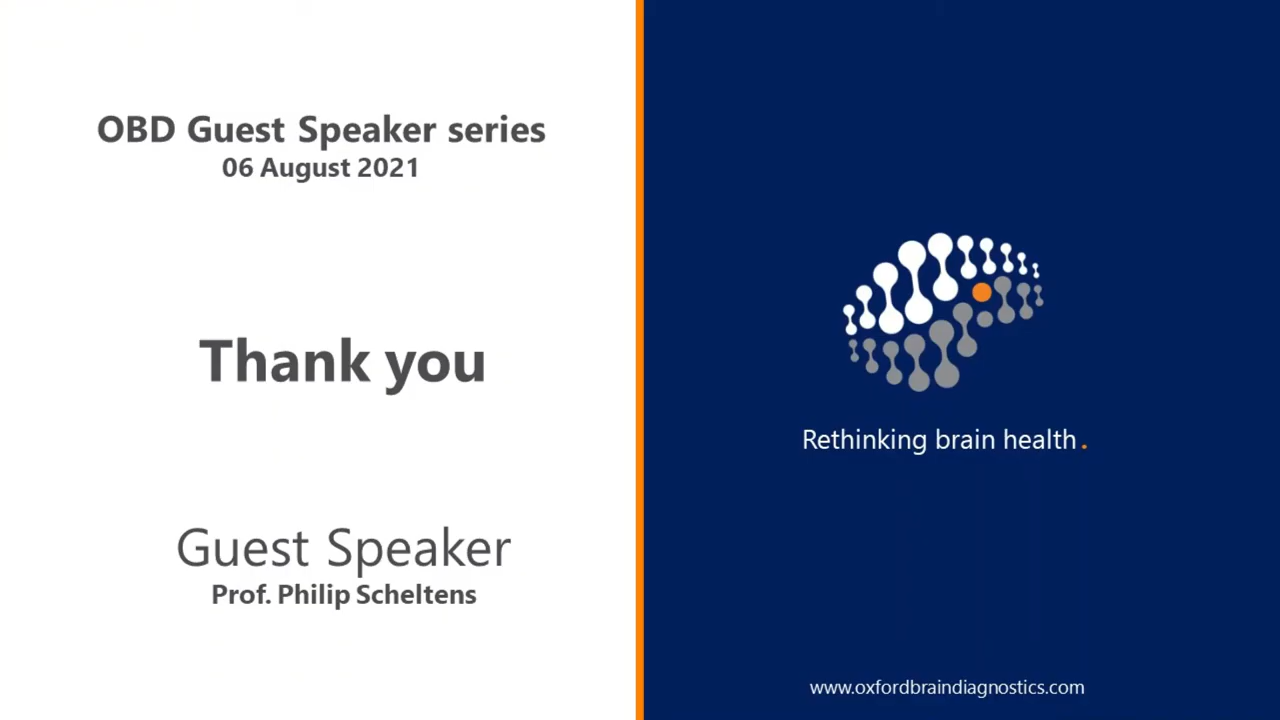 OBD Guest Speaker series
06 August 2021
Thank you
Guest Speaker
Prof. Philip Scheltens
Rethinking brain health.
www.oxfordbraindiagnostics.com